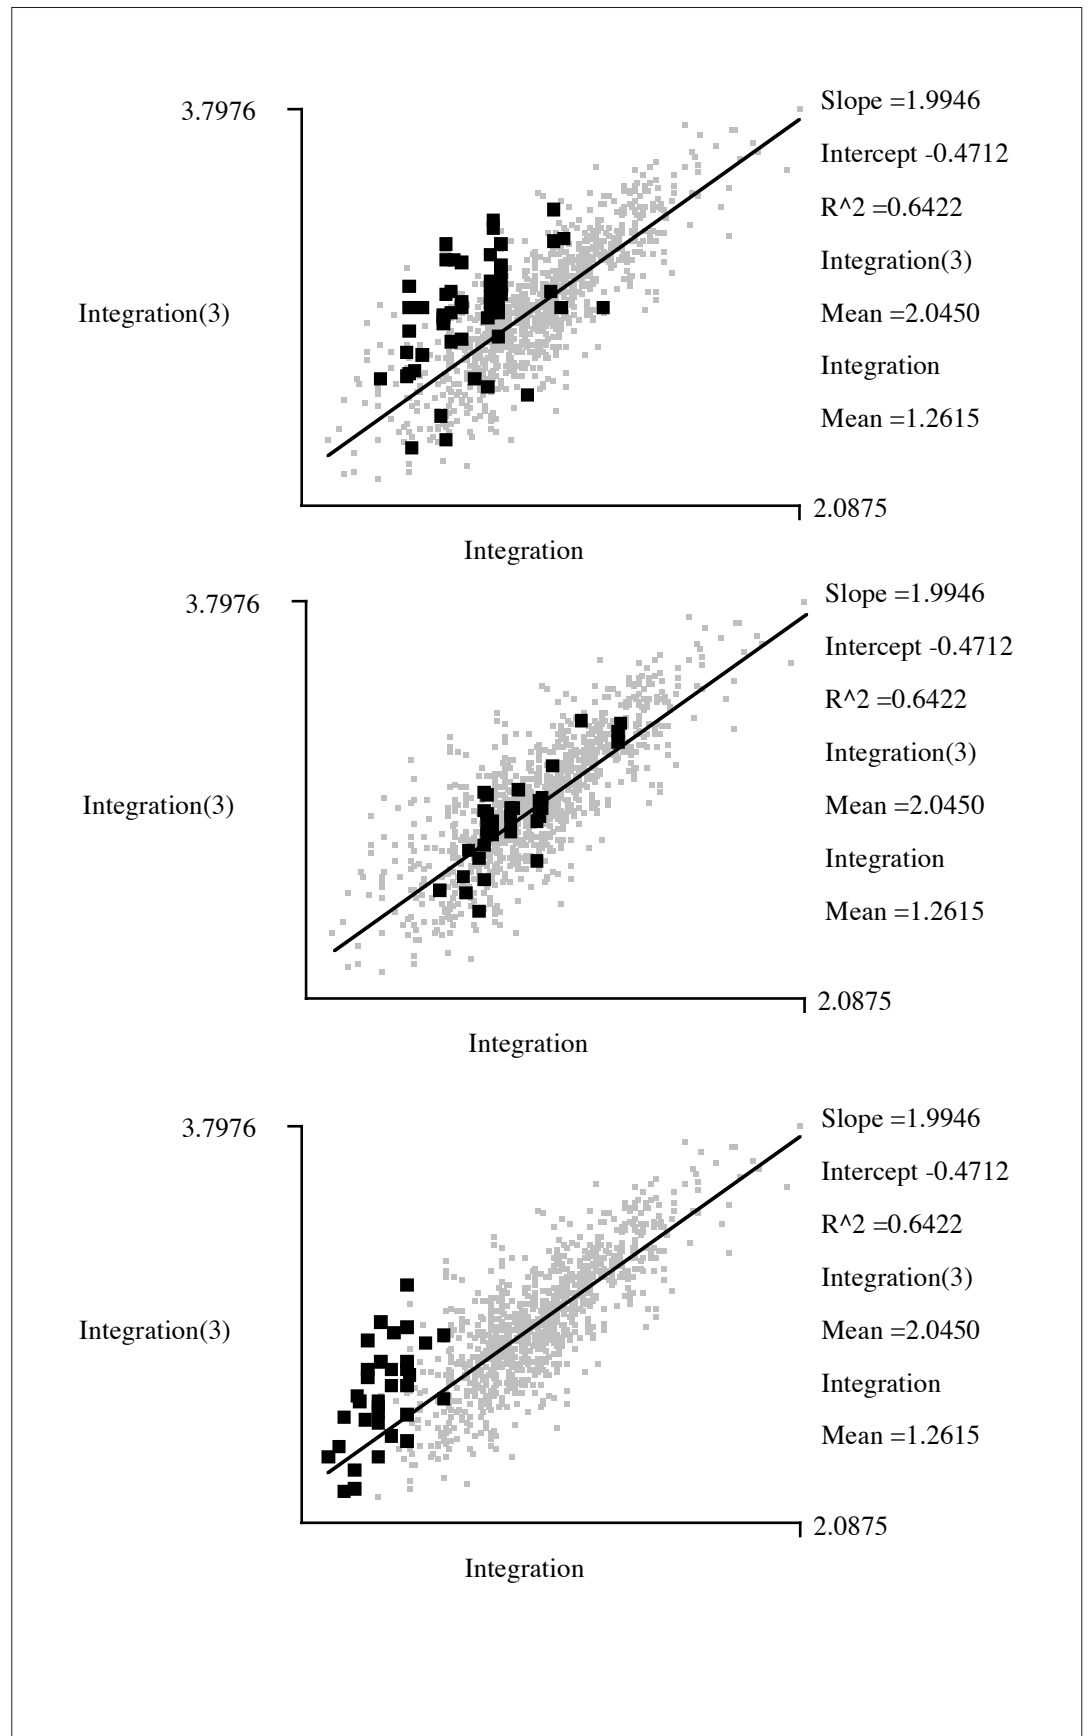 3.7976
Slope =1.9946
Intercept -0.4712
R^2 =0.6422
Integration(3)
Integration(3)
Mean =2.0450
Integration
Mean =1.2615
2.0875
Integration
3.7976
Slope =1.9946
Intercept -0.4712
R^2 =0.6422
Integration(3)
Integration(3)
Mean =2.0450
Integration
Mean =1.2615
2.0875
Integration
3.7976
Slope =1.9946
Intercept -0.4712
R^2 =0.6422
Integration(3)
Integration(3)
Mean =2.0450
Integration
Mean =1.2615
2.0875
Integration